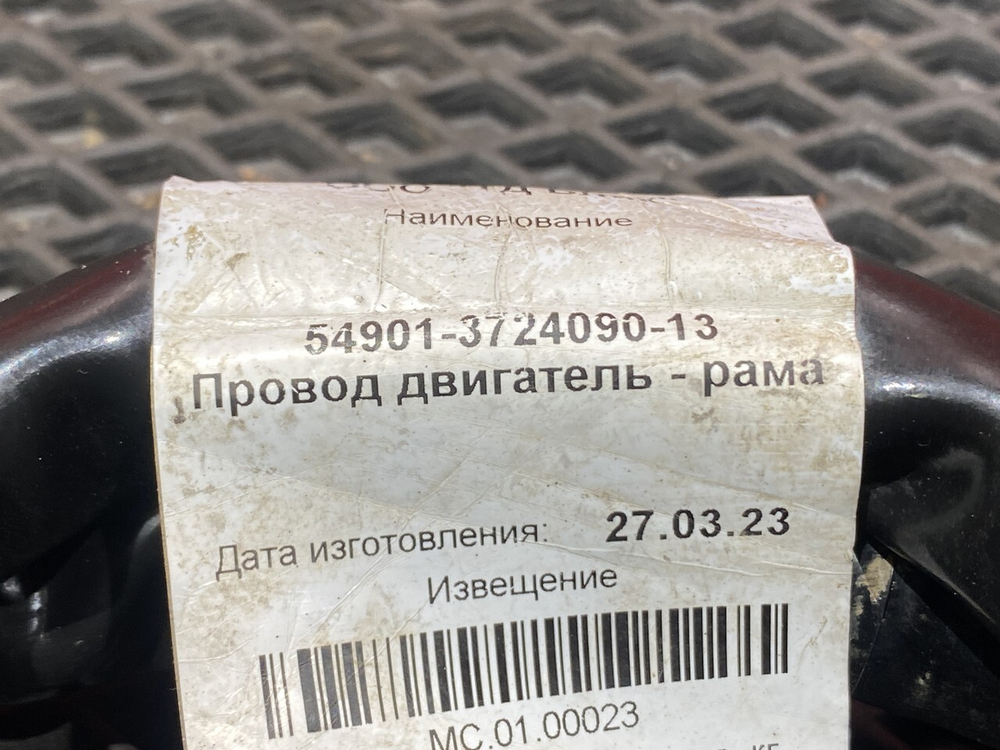 Наименование
54901-3724090-13
Провод двигатель - рама
Дата изготовления: 27.03.23
Извещение
МС.01.00023